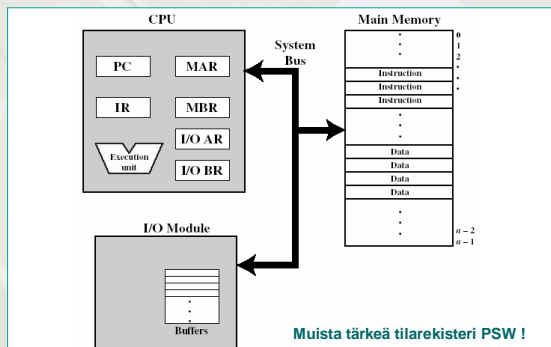 CPU
Main Memory
System
Bus
PC
MAR
IR
MBR
I/O AR
I/O BR
Execution
unit
0
1
2
Instruction
Instruction
Instruction
Data
Data
Data
Data
n – 2
n – 1
I/O Module
Buffers
Muista tärkeä tilarekisteri PSW !